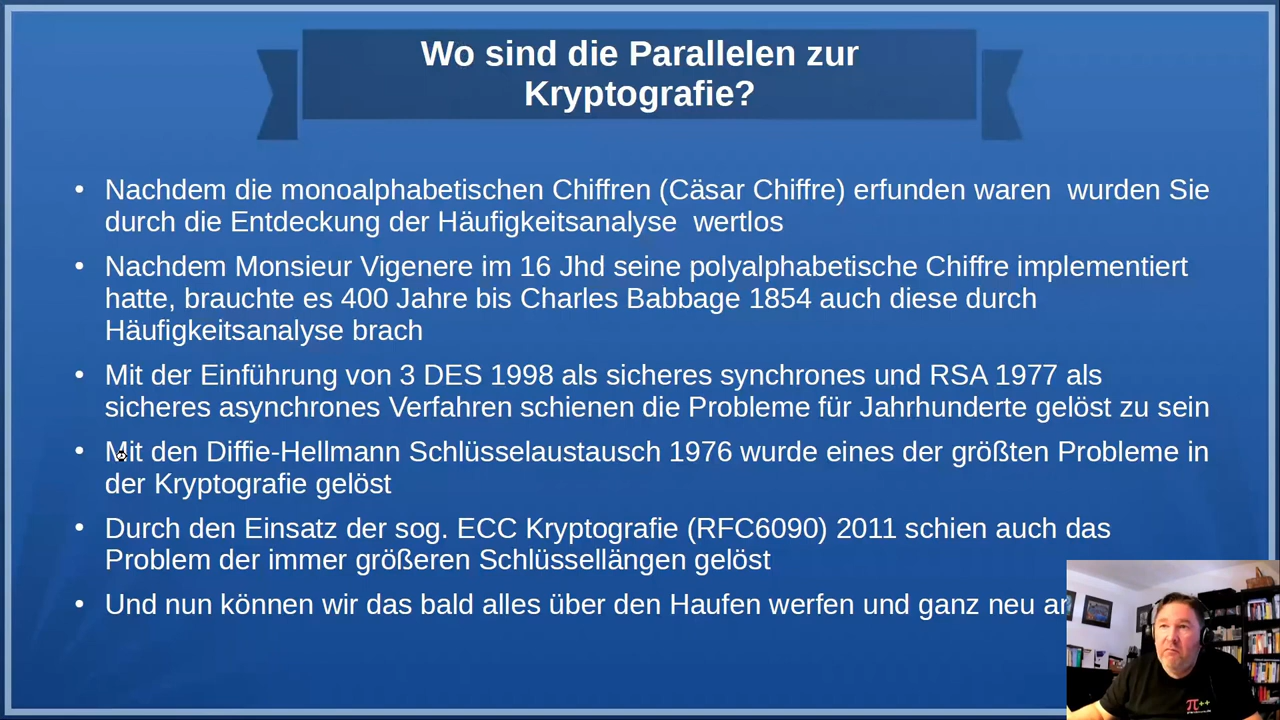 Wo sind die Parallelen zur
Kryptografie?
• Nachdem die monoalphabetischen Chiffren (Cäsar Chiffre) erfunden waren  wurden Sie
durch die Entdeckung der Häufigkeitsanalyse  wertlos
• Nachdem Monsieur Vigenere im 16 Jhd seine polyalphabetische Chiffre implementiert
hatte, brauchte es 400 Jahre bis Charles Babbage 1854 auch diese durch
Häufigkeitsanalyse brach
• Mit der Einführung von 3 DES 1998 als sicheres synchrones und RSA 1977 als
sicheres asynchrones Verfahren schienen die Probleme für Jahrhunderte gelöst zu sein
• Mit den Diffie-Hellmann Schlüsselaustausch 1976 wurde eines der größten Probleme in
der Kryptografie gelöst
• Durch den Einsatz der sog. ECC Kryptografie (RFC6090) 2011 schien auch das
Problem der immer größeren Schlüssellängen gelöst
• Und nun können wir das bald alles über den Haufen werfen und ganz neu
π++